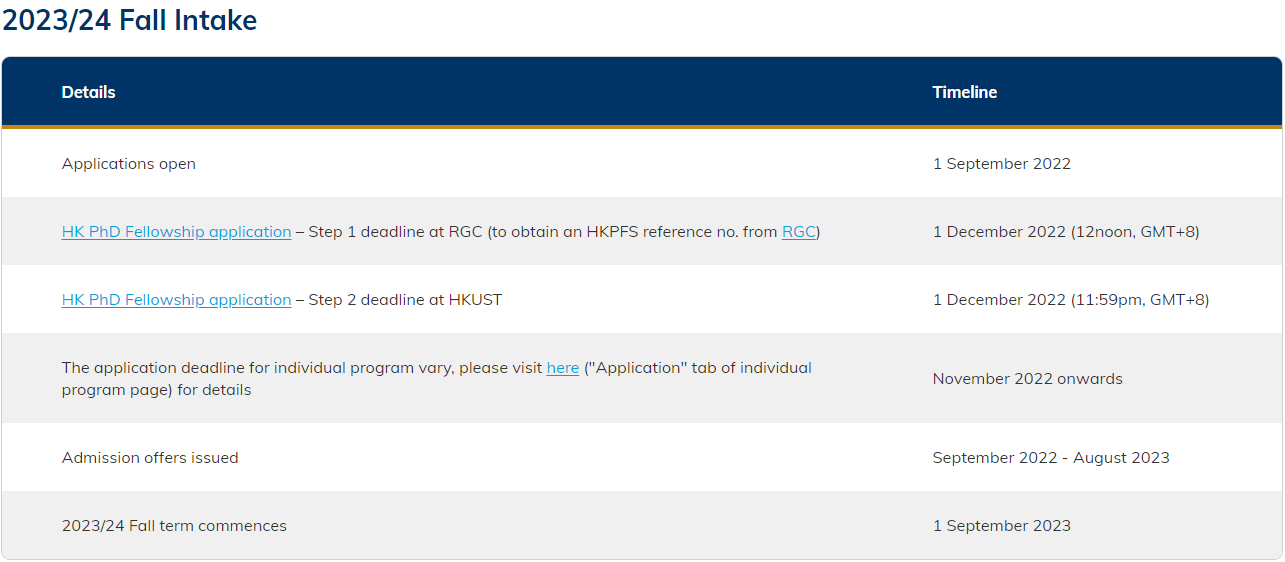 2023/24 Fall Intake
Details Timeline
Applications open 1 September 2022
HK PhD Fellowship application – Step 1 deadline at RGC (to obtain an HKPFS reference no. from RGC) 1 December 2022 (12noon, GMT+8)
HK PhD Fellowship application – Step 2 deadline at HKUST 1 December 2022 (11:59pm, GMT+8)
The application deadline for individual program vary, please visit here ("Application" tab of individual
program page) for details
November 2022 onwards
Admission offers issued September 2022 - August 2023
2023/24 Fall term commences 1 September 2023